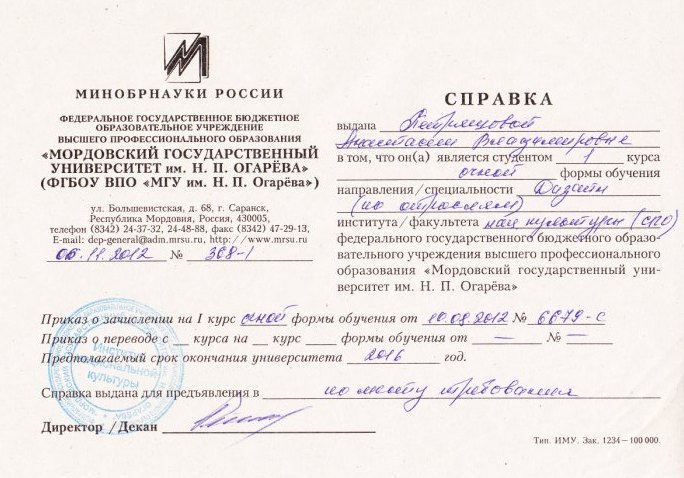 МИНОБРНАУКИ РОССИИ
ФЕДЕРАЛЬНОЕ ГОСУДАРСТВЕННОЕ БЮДЖЕТНОЕ
ОБРАЗОВАТЕЛЬНОЕ УЧРЕЖДЕНИЕ
ВЫСШЕГО ПРОФЕССИОНАЛЬНОГО ОБРАЗОВАНИЯ
«МОРДОВСКИЙ ГОСУДАРСТВЕННЫЙ
УНИВЕРСИТЕТ им. Н. П. ОГАРЁВА»
(ФГБОУ ВПО «МГУ им. Н. П. Огарёва»)
ул. Большевистская, д. 68, г. Саранск,
Республика Мордовия, Россия, 430005,
телефон (8342) 24-37-32, 24-48-88, факс (8342) 47-29-13,
E-mail: dep-general@adm.mrsu.ru, http://www.mrsu.ru
06.11.2012 № 368-1
СПРАВКА
выдана
Анастасии Владимировне
в том, что он(а) является студентом 1 курса
очной формы обучения
направления/специальности Дизайн
(по отраслям)
института/факультета нац культуры (СПО)
федерального государственного бюджетного образо-
вательного учреждения высшего профессионального
образования «Мордовский государственный уни-
верситет им. Н. П. Огарёва»
Приказ о зачислении на I курс очной формы обучения от 10.08.2012 № 6679-с
Приказ о переводе с __ курса на __ курс ____ формы обучения от — № —
Предполагаемый срок окончания университета 2016 год.
Справка выдана для предъявления в по месту требования
Директор / Декан
Институт
национальной
культуры
Тип. ИМУ. Зак. 1234—100 000.